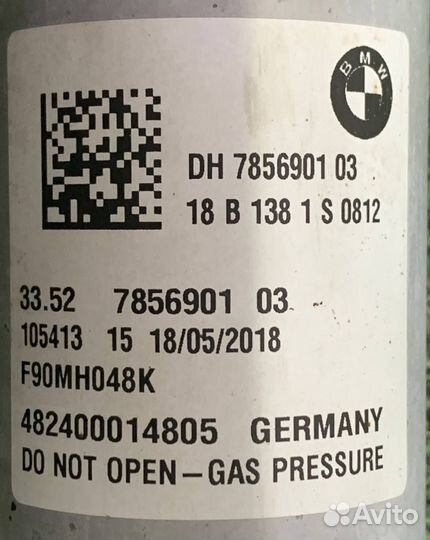 BMW
DH 7856901 03
18 B 138 1 S 0812
33.52 7856901 03
105413 15 18/05/2018
F90MH048K
482400014805 GERMANY
DO NOT OPEN – GAS PRESSURE
Avito